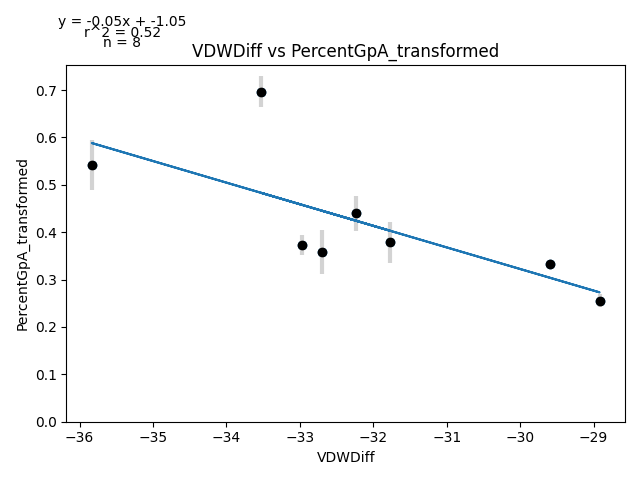 y = -0.05x + -1.05
r^2 = 0.52
n = 8
VDWDiff vs PercentGpA_transformed
PercentGpA_transformed
0.7
0.6
0.5
0.4
0.3
0.2
0.1
0.0
−36 −35 −34 −33 −32 −31 −30 −29
VDWDiff